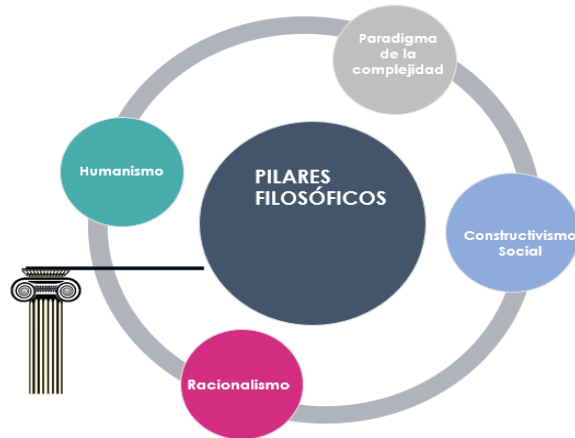 Paradigma
de la
complejidad
Humanismo
PILARES
FILOSÓFICOS
Constructivismo
Social
Racionalismo